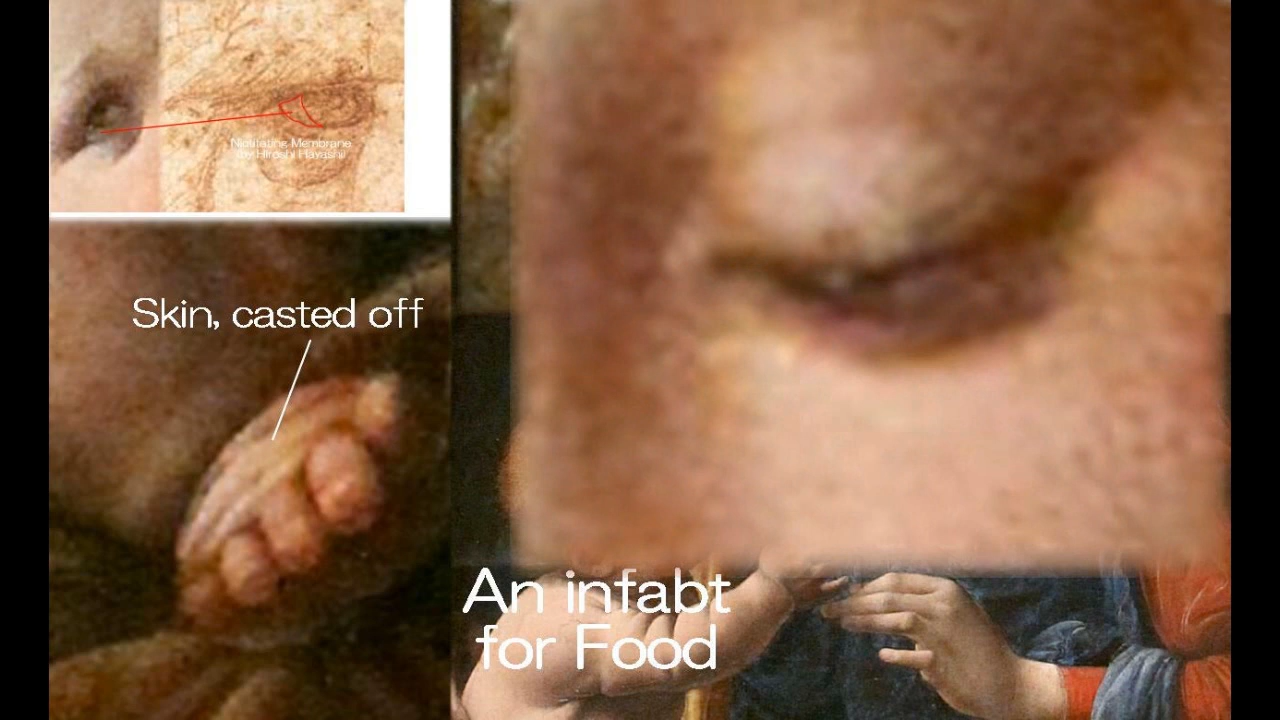 Nictitating Membrane
(by Hiroshi Hayashi)
Skin, casted off
An infabt
for Food